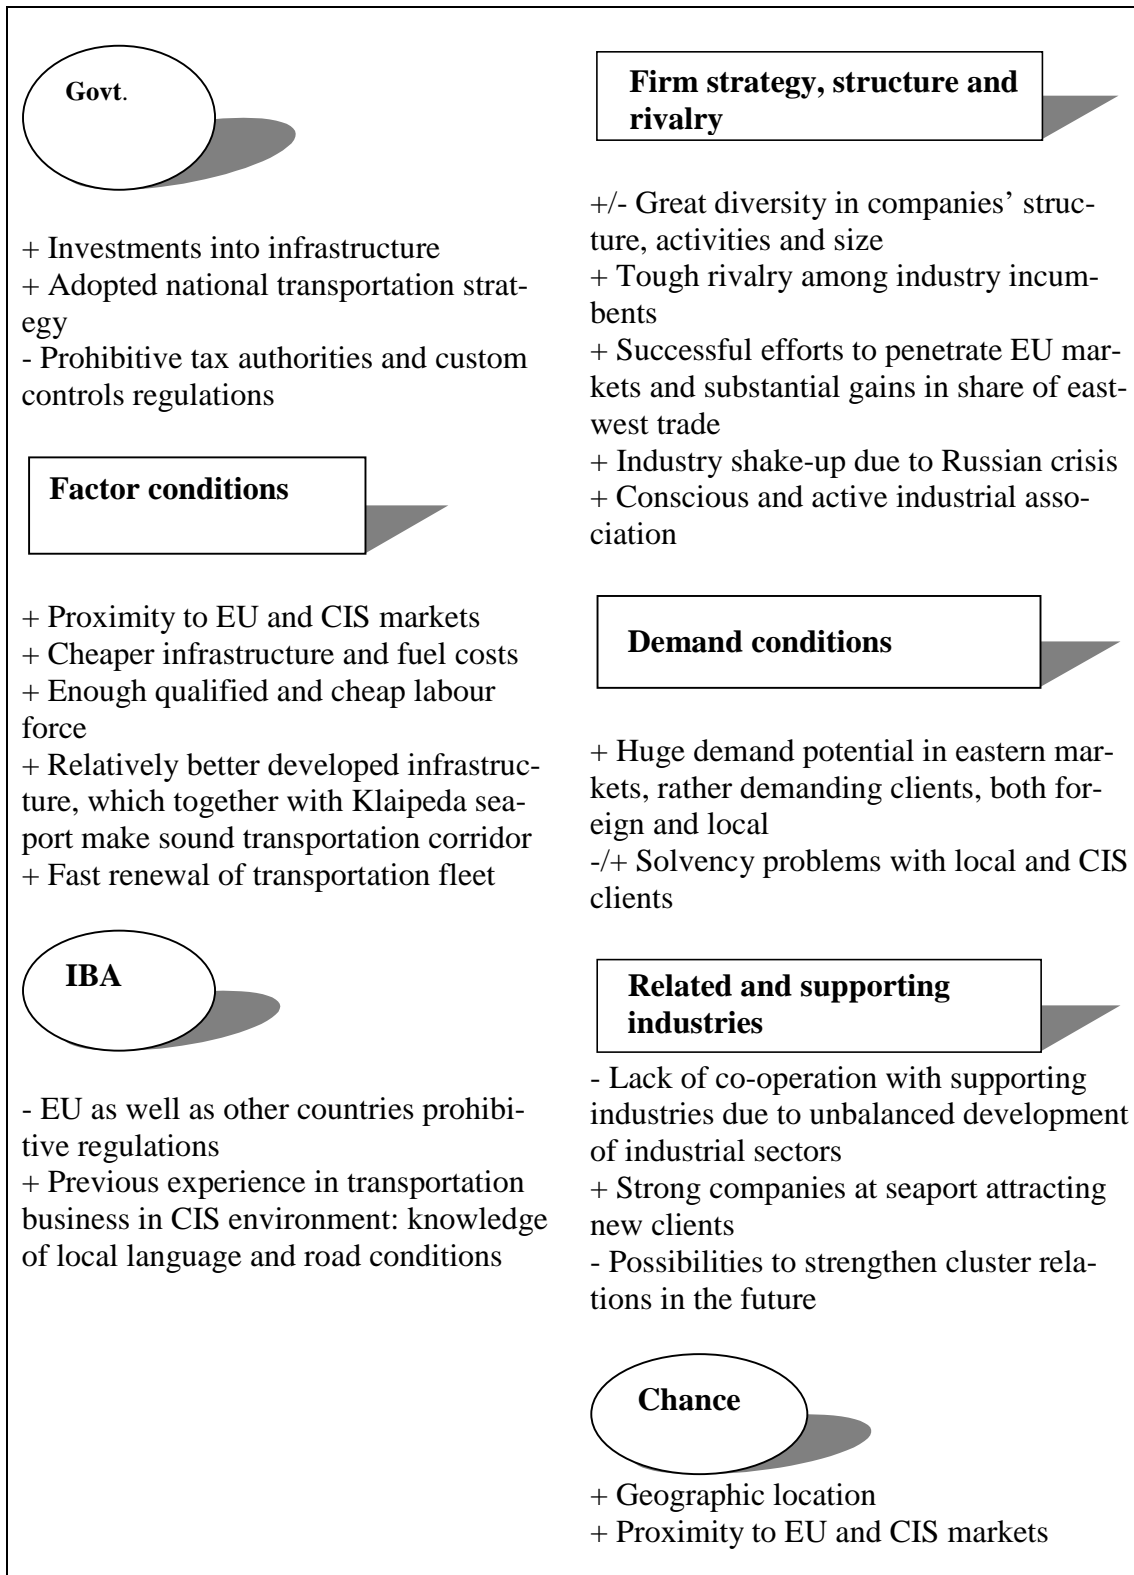 Govt.
+ Investments into infrastructure
+ Adopted national transportation strat-
egy
- Prohibitive tax authorities and custom
controls regulations
Factor conditions
+ Proximity to EU and CIS markets
+ Cheaper infrastructure and fuel costs
+ Enough qualified and cheap labour
force
+ Relatively better developed infrastruc-
ture, which together with Klaipeda sea-
port make sound transportation corridor
+ Fast renewal of transportation fleet
IBA
- EU as well as other countries prohibi-
tive regulations
+ Previous experience in transportation
business in CIS environment: knowledge
of local language and road conditions
Firm strategy, structure and
rivalry
+/- Great diversity in companies’ struc-
ture, activities and size
+ Tough rivalry among industry incum-
bents
+ Successful efforts to penetrate EU mar-
kets and substantial gains in share of east-
west trade
+ Industry shake-up due to Russian crisis
+ Conscious and active industrial asso-
ciation
Demand conditions
+ Huge demand potential in eastern mar-
kets, rather demanding clients, both for-
eign and local
-/+ Solvency problems with local and CIS
clients
Related and supporting
industries
- Lack of co-operation with supporting
industries due to unbalanced development
of industrial sectors
+ Strong companies at seaport attracting
new clients
- Possibilities to strengthen cluster rela-
tions in the future
Chance
+ Geographic location
+ Proximity to EU and CIS markets